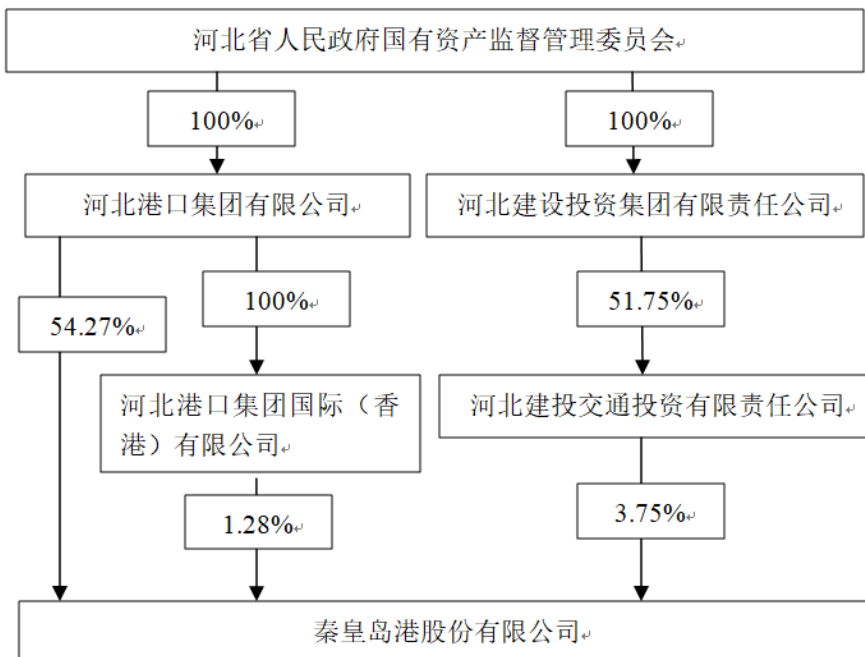 河北省人民政府国有资产监督管理委员会
100%
100%
河北港口集团有限公司
河北建设投资集团有限责任公司
54.27%
100%
51.75%
河北港口集团国际（香
港）有限公司
河北建投交通投资有限责任公司
1.28%
3.75%
秦皇岛港股份有限公司